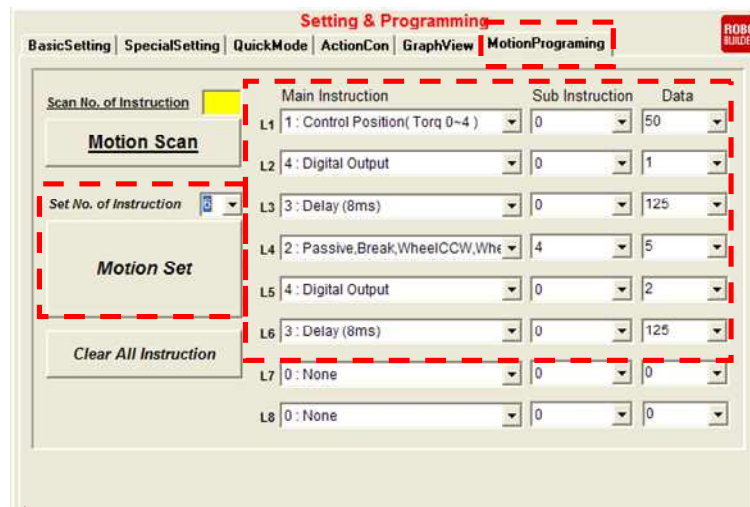 Setting & Programming
ROBO
BUILDE
BasicSetting SpecialSetting QuickMode ActionCon GraphView MotionPrograming
Scan No. of Instruction Main Instruction Sub Instruction Data
Motion Scan
L1 1 : Control Position( Torq 0~4 ) 0 50
L2 4 : Digital Output 0 1
Set No. of Instruction 6 L3 3 : Delay (8ms) 0 125
Motion Set
L4 2 : Passive,Break,WheelCCW,Whe 4 5
L5 4 : Digital Output 0 2
L6 3 : Delay (8ms) 0 125
Clear All Instruction
L7 0 : None 0 0
L8 0 : None 0 0